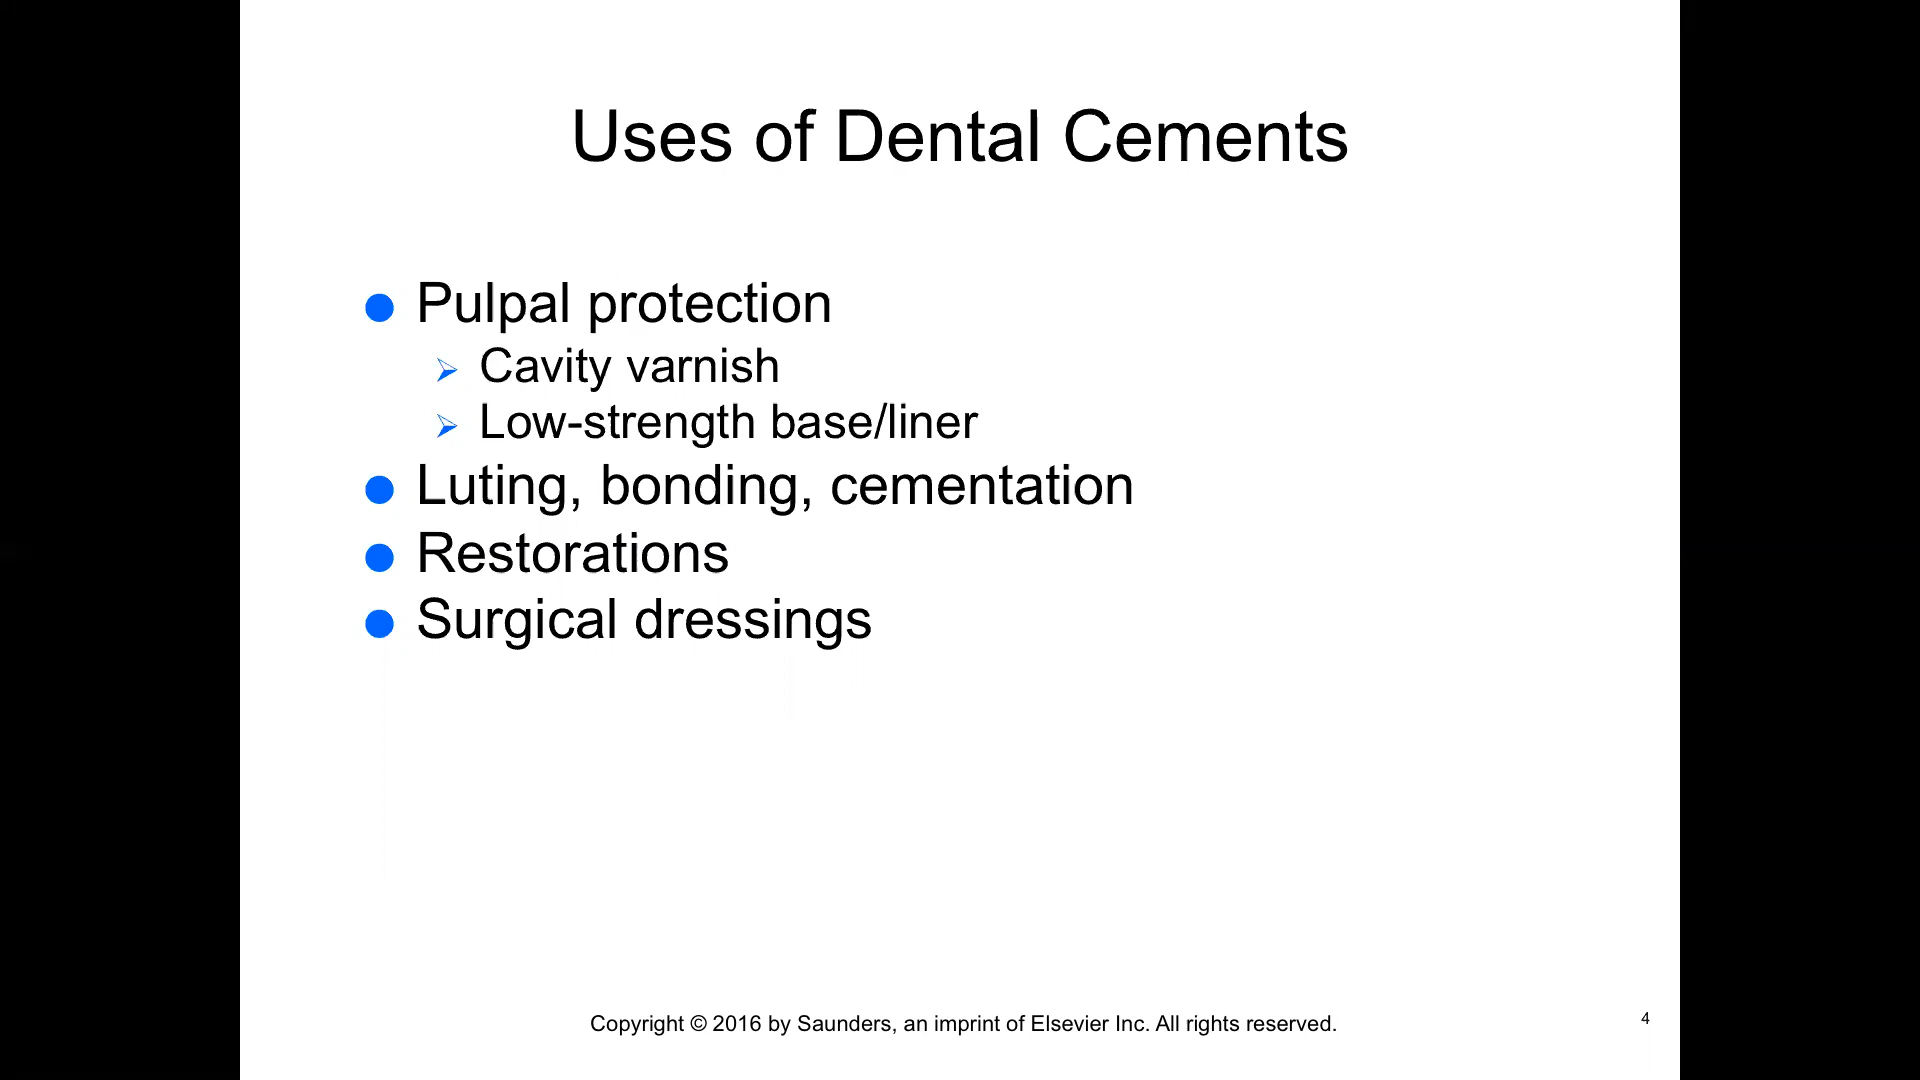 Uses of Dental Cements
Pulpal protection
Cavity varnish
Low-strength base/liner
Luting, bonding, cementation
Restorations
Surgical dressings
Copyright © 2016 by Saunders, an imprint of Elsevier Inc. All rights reserved.
4